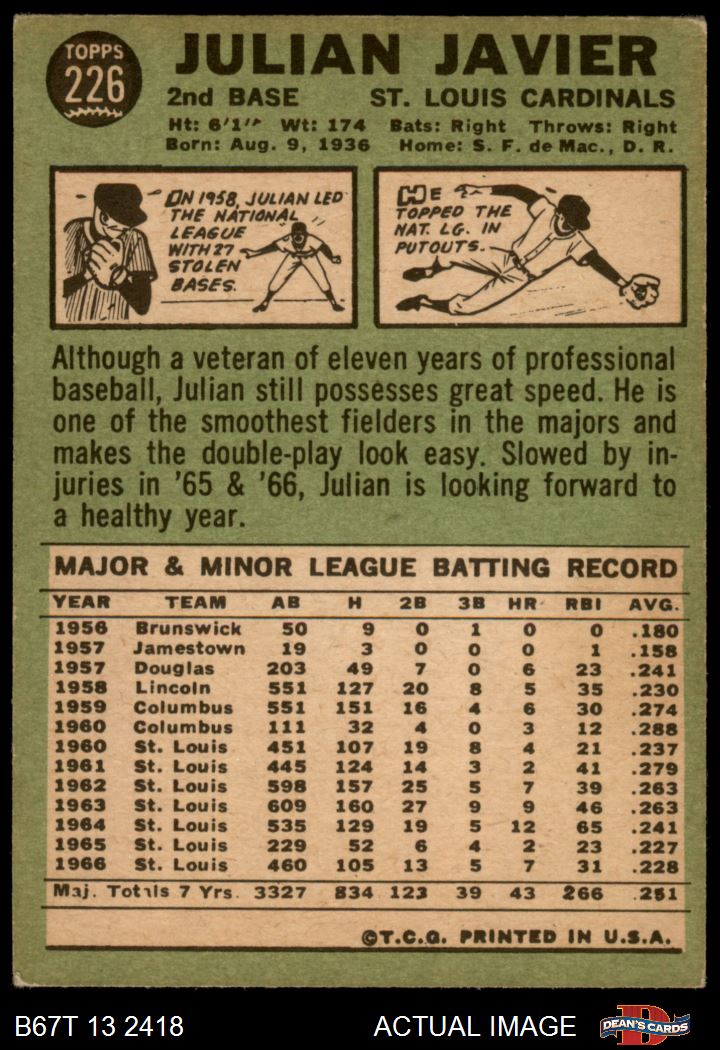 TOPPS
226
JULIAN JAVIER
2nd BASE ST. LOUIS CARDINALS
Ht: 6'1" Wt: 174 Bats: Right Throws: Right
Born: Aug. 9, 1936 Home: S. F. de Mac., D. R.
IN 1958, JULIAN LED
THE NATIONAL
LEAGUE
WITH 27
STOLEN
BASES.
HE
TOPPED THE
NAT. LG. IN
PUTOUTS.
Although a veteran of eleven years of professional
baseball, Julian still possesses great speed. He is
one of the smoothest fielders in the majors and
makes the double-play look easy. Slowed by in-
juries in '65 & '66, Julian is looking forward to
a healthy year.
MAJOR & MINOR LEAGUE BATTING RECORD
YEAR TEAM AB H 2B 3B HR RBI AVG.
1956 Brunswick 50 9 0 1 0 0 .180
1957 Jamestown 19 3 0 0 0 1 .158
1957 Douglas 203 49 7 0 6 23 .241
1958 Lincoln 551 127 20 8 5 35 .230
1959 Columbus 551 151 16 4 6 30 .274
1960 Columbus 111 32 4 0 3 12 .288
1960 St. Louis 451 107 19 8 4 21 .237
1961 St. Louis 445 124 14 3 2 41 .279
1962 St. Louis 598 157 25 5 7 39 .263
1963 St. Louis 609 160 27 9 9 46 .263
1964 St. Louis 535 129 19 5 12 65 .241
1965 St. Louis 229 52 6 4 2 23 .227
1966 St. Louis 460 105 13 5 7 31 .228
Maj. Totals 7 Yrs. 3327 834 123 39 43 266 .251
©T.C.G. PRINTED IN U.S.A.
B67T 13 2418 ACTUAL IMAGE
D
DEAN'S CARDS